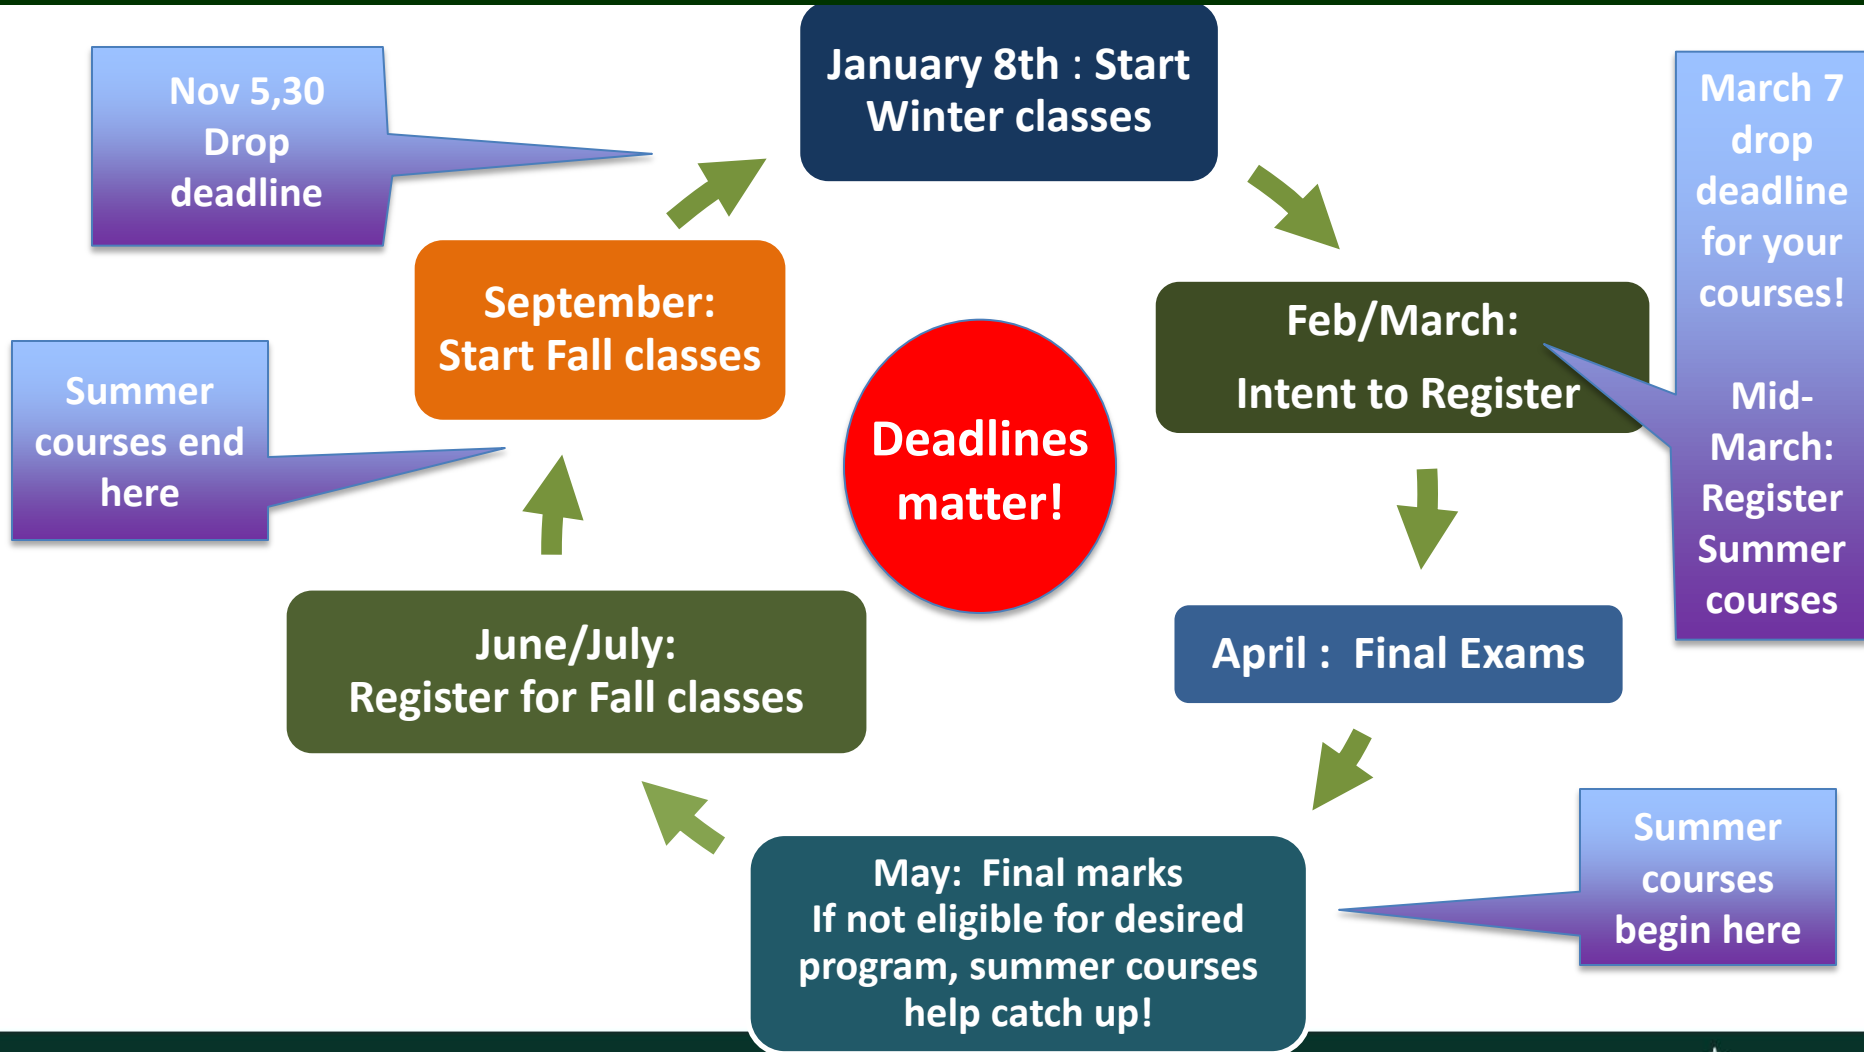 January 8th : Start
Winter classes
Nov 5,30
Drop
deadline
March 7
drop
deadline
for your
courses!
Mid-
March:
Register
Summer
courses
September:
Start Fall classes
Feb/March:
Intent to Register
Summer
courses end
here
Deadlines
matter!
June/July:
Register for Fall classes
April :  Final Exams
May:  Final marks
If not eligible for desired
program, summer courses
help catch up!
Summer
courses
begin here